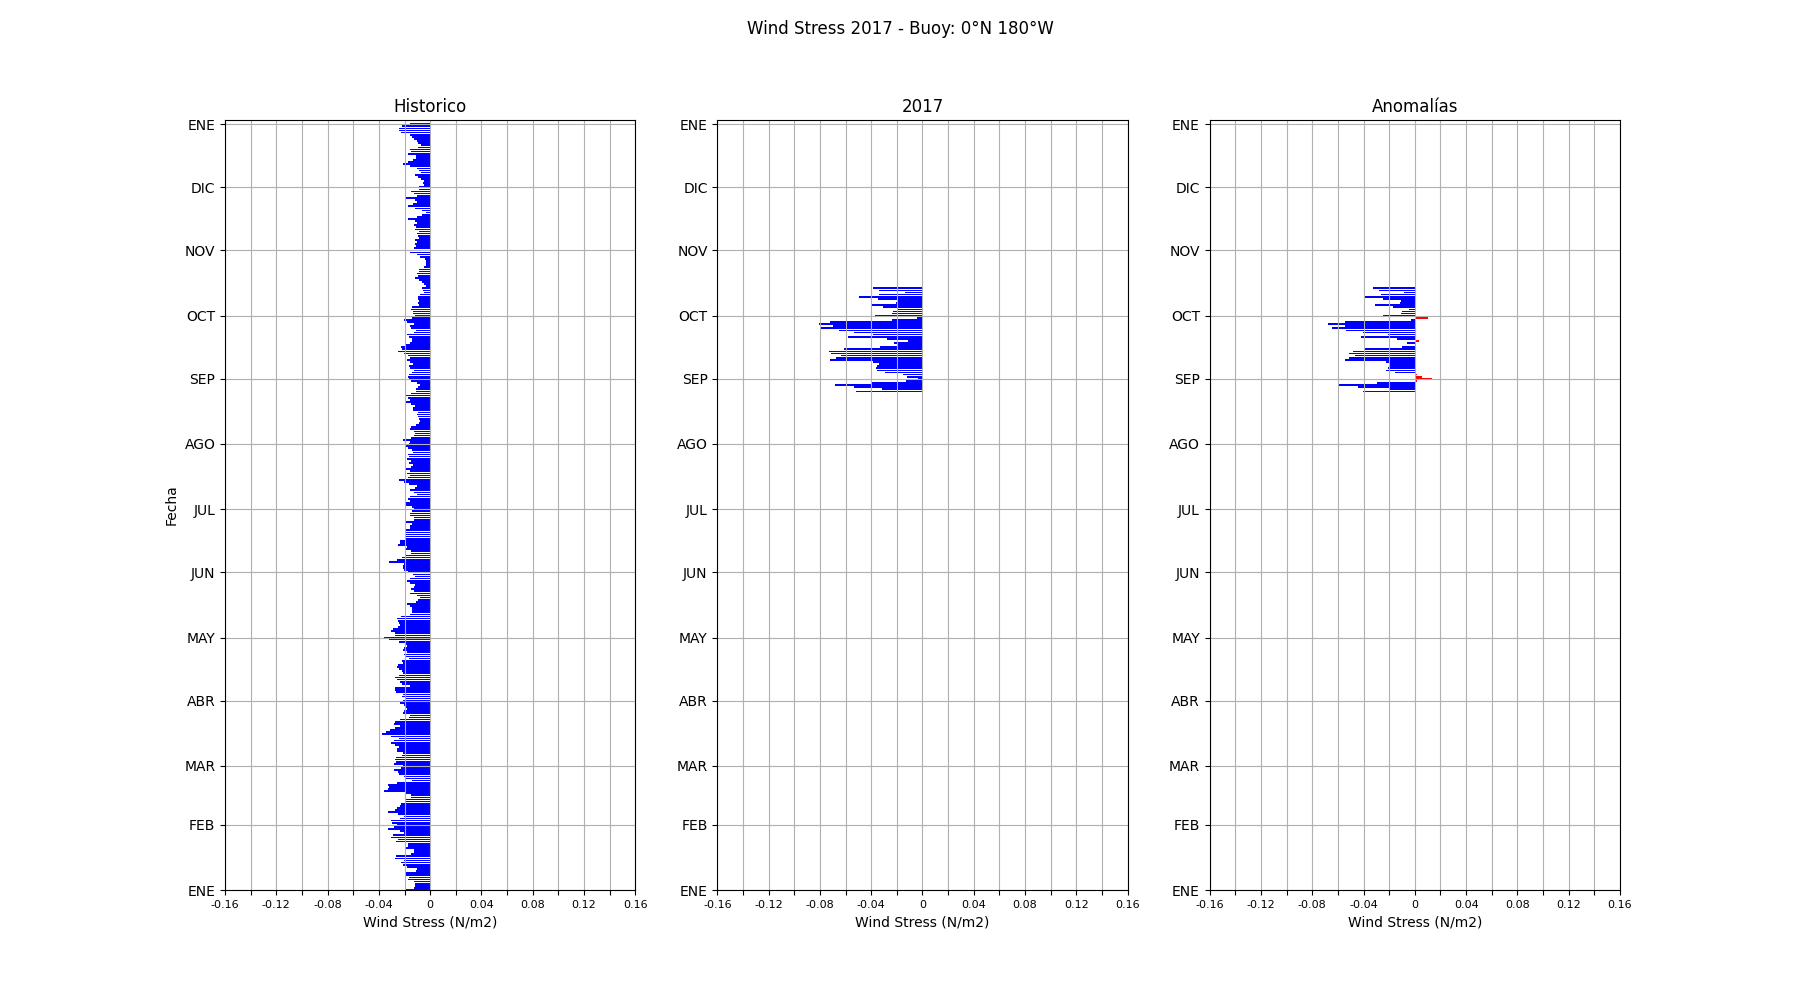 Wind Stress 2017 - Buoy: 0°N 180°W
Historico
ENE
DIC
NOV
OCT
SEP
AGO
JUL
JUN
MAY
ABR
MAR
FEB
ENE
Fecha
-0.16 -0.12 -0.08 -0.04 0 0.04 0.08 0.12 0.16
Wind Stress (N/m2)
2017
ENE
DIC
NOV
OCT
SEP
AGO
JUL
JUN
MAY
ABR
MAR
FEB
ENE
-0.16 -0.12 -0.08 -0.04 0 0.04 0.08 0.12 0.16
Wind Stress (N/m2)
Anomalías
ENE
DIC
NOV
OCT
SEP
AGO
JUL
JUN
MAY
ABR
MAR
FEB
ENE
-0.16 -0.12 -0.08 -0.04 0 0.04 0.08 0.12 0.16
Wind Stress (N/m2)